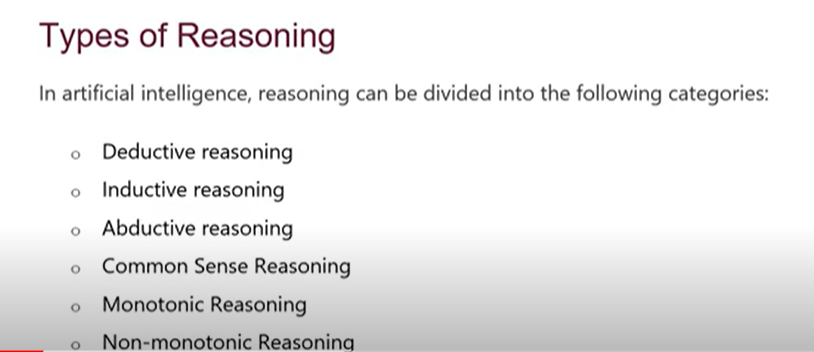 Types of Reasoning
In artificial intelligence, reasoning can be divided into the following categories:
o Deductive reasoning
o Inductive reasoning
o Abductive reasoning
o Common Sense Reasoning
o Monotonic Reasoning
o Non-monotonic Reasoning